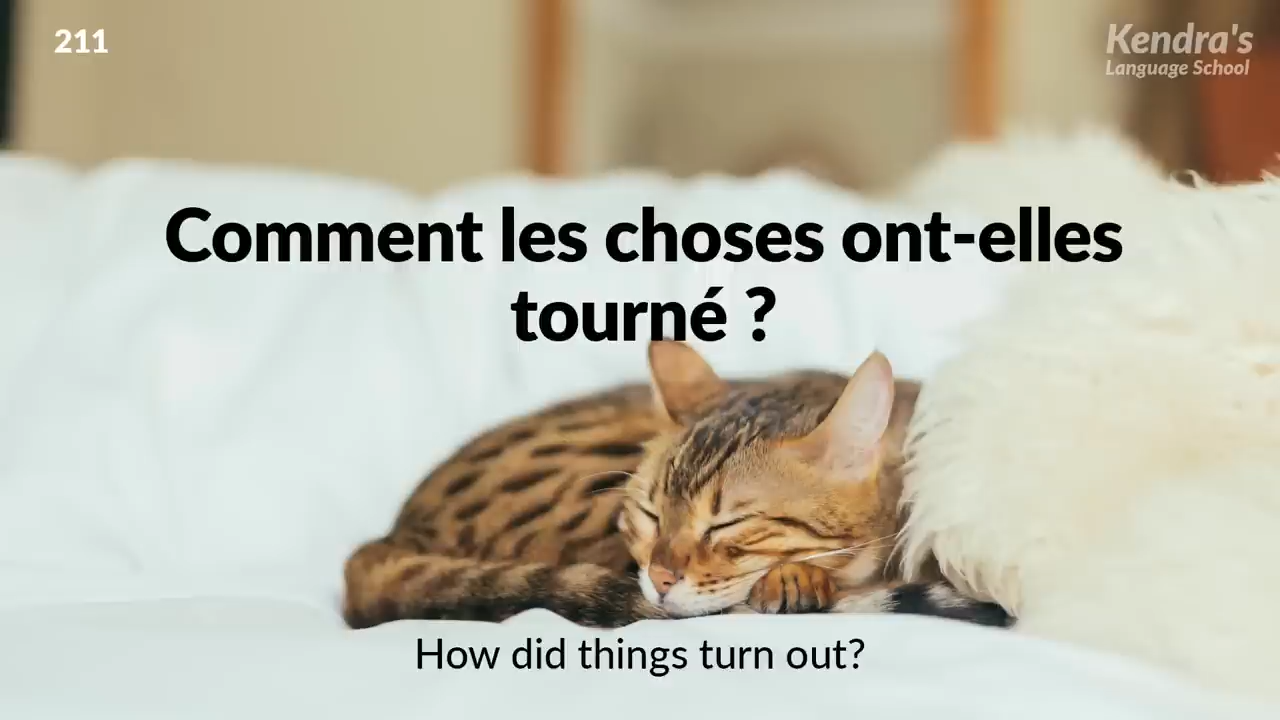 211
Kendra's
Language School
Comment les choses ont-elles
tourné ?
How did things turn out?